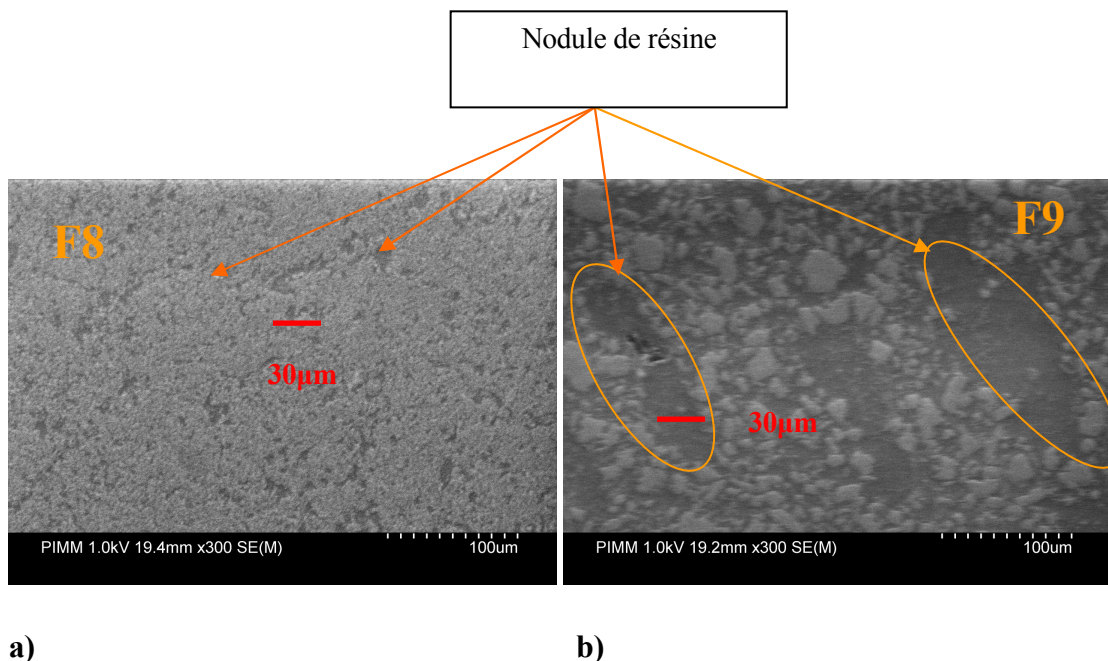 Nodule de résine
F8
30μm
PIMM 1.0kV 19.4mm x300 SE(M)
100um
F9
30μm
PIMM 1.0kV 19.2mm x300 SE(M)
100um
a)
b)